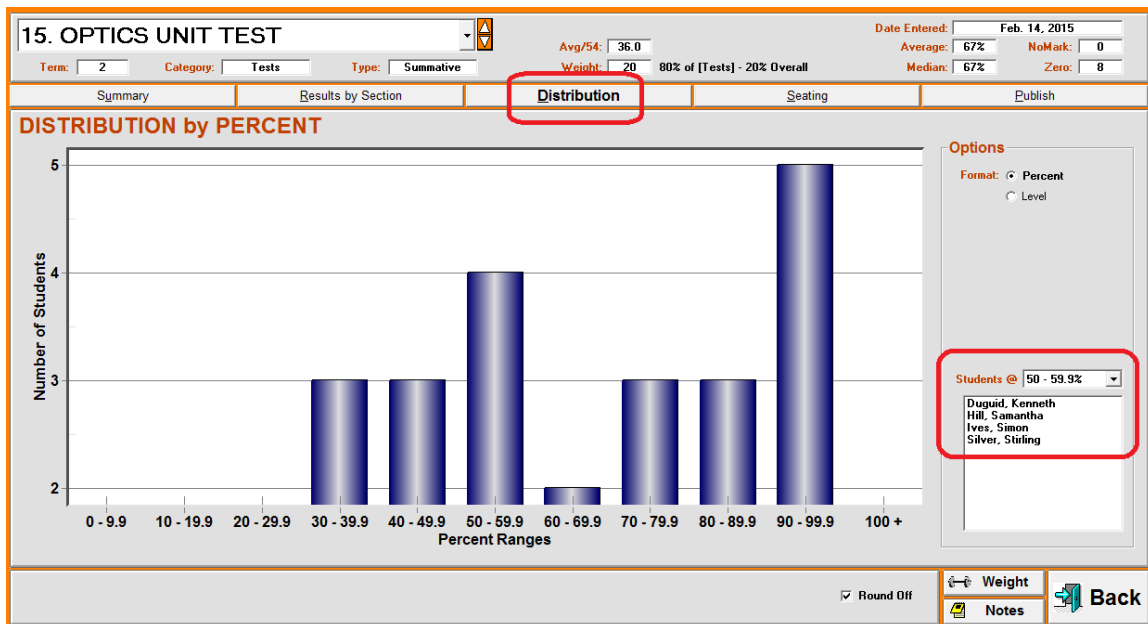 15. OPTICS UNIT TEST
Term: 2 Category: Tests Type: Summative
Avg/54: 36.0
Weight: 20 80% of [Tests] - 20% Overall
Date Entered: Feb. 14, 2015
Average: 67% NoMark: 0
Median: 67% Zero: 8
Summary Results by Section Distribution Seating Publish
DISTRIBUTION by PERCENT
Number of Students
5
4
3
2
0 - 9.9 10 - 19.9 20 - 29.9 30 - 39.9 40 - 49.9 50 - 59.9 60 - 69.9 70 - 79.9 80 - 89.9 90 - 99.9 100 +
Percent Ranges
Options
Format: Percent
Level
Students @ 50 - 59.9%
Duguid, Kenneth
Hill, Samantha
Ives, Simon
Silver, Stirling
Round Off
Weight
Notes
Back